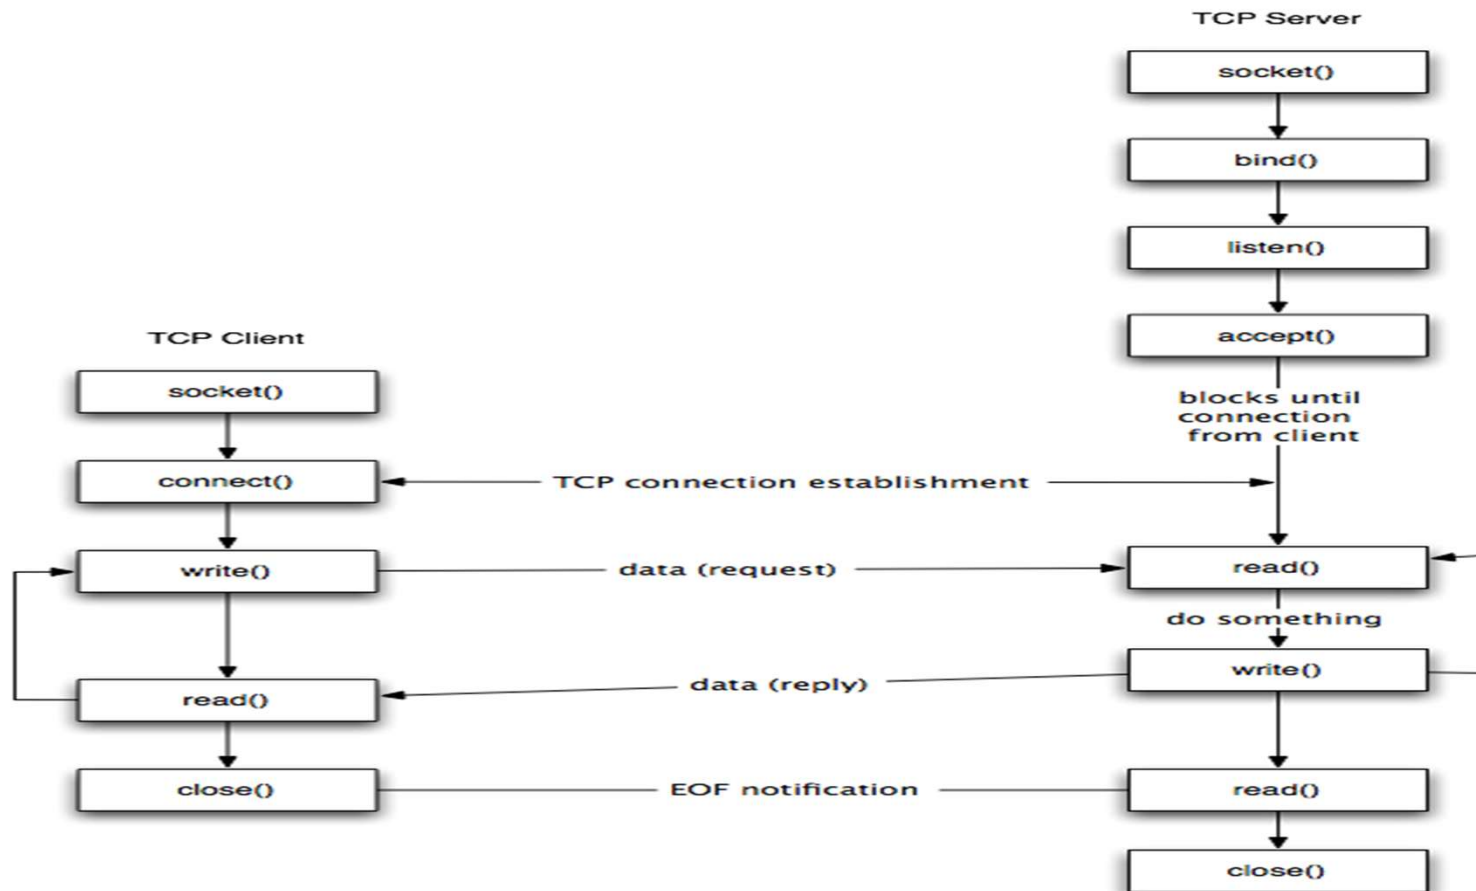 TCP Server
socket()
bind()
listen()
accept()
blocks until
connection
from client
TCP Client
socket()
connect()
TCP connection establishment
write()
data (request)
read()
do something
write()
data (reply)
read()
close()
EOF notification
read()
close()